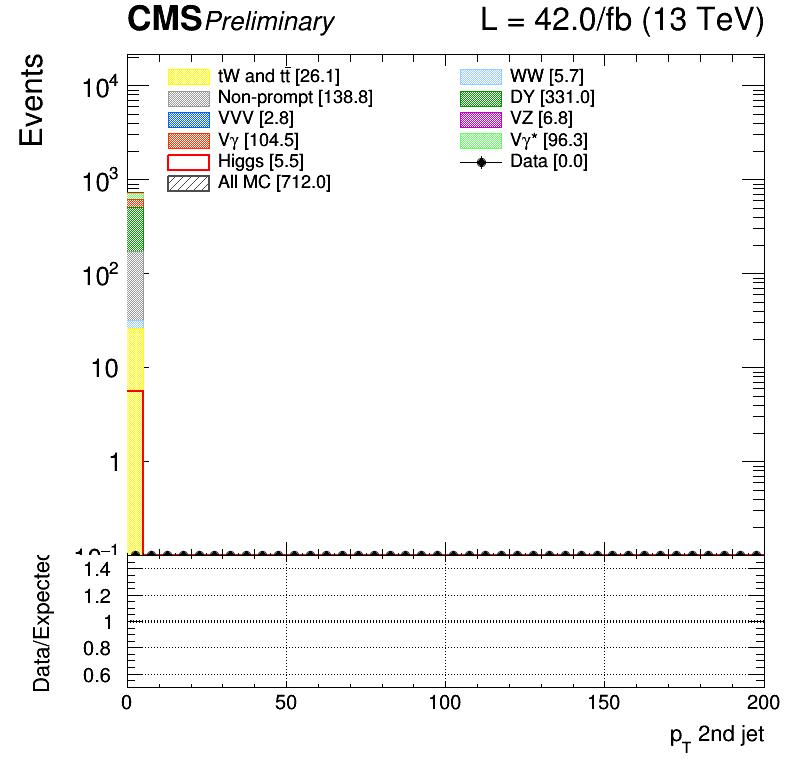 CMS Preliminary L = 42.0/fb (13 TeV)
Events
10⁴
10³
10²
10
1
10⁻¹
tW and tt̄ [26.1]
Non-prompt [138.8]
VVV [2.8]
Vγ [104.5]
Higgs [5.5]
All MC [712.0]
WW [5.7]
DY [331.0]
VZ [6.8]
Vγ* [96.3]
Data [0.0]
Data/Expected
1.4
1.2
1
0.8
0.6
0 50 100 150 200
p_T 2nd jet